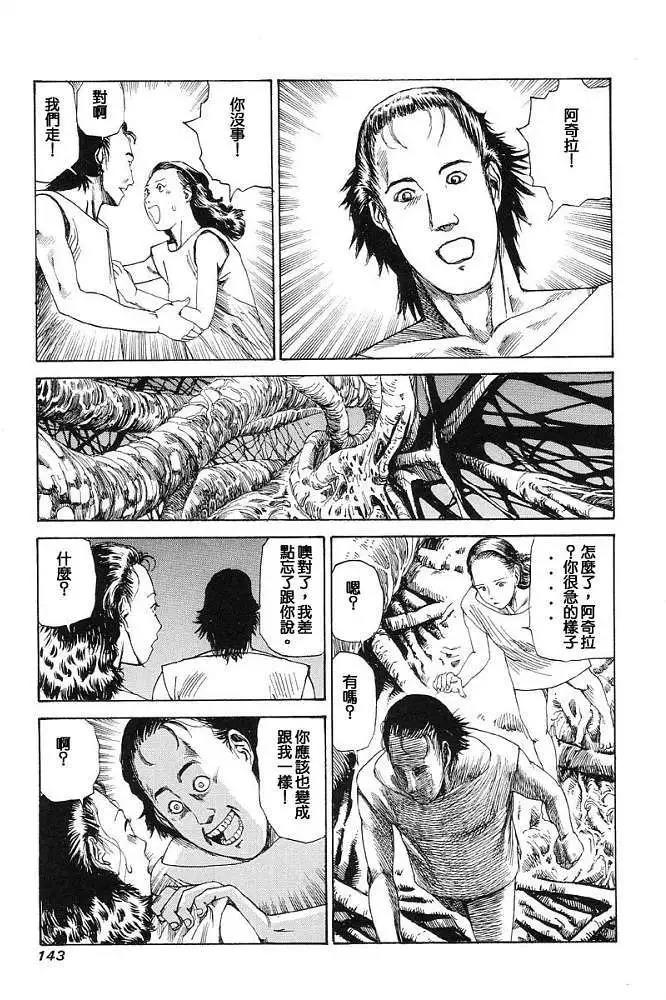 阿奇拉！
你沒事！
對啊
我們走！
怎麼了，阿奇拉
？你很急的樣子
．．．．．
嗯？
有嗎？
噢對了，我差
點忘了跟你說。
什麼？
你應該也變成
跟我一樣！
啊？
143